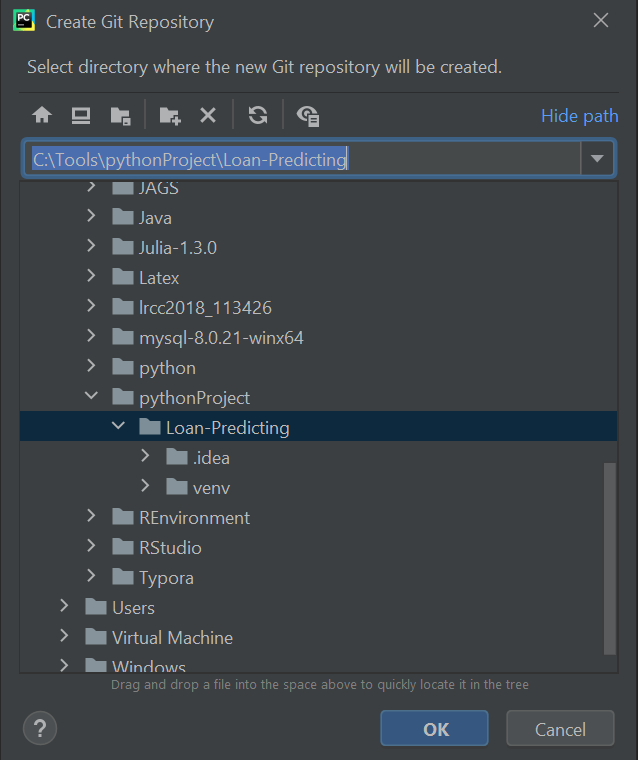 PC
Create Git Repository
Select directory where the new Git repository will be created.
Hide path
C:\Tools\pythonProject\Loan-Predicting
JAGS
Java
Julia-1.3.0
Latex
lrcc2018_113426
mysql-8.0.21-winx64
python
pythonProject
Loan-Predicting
.idea
venv
REnvironment
RStudio
Typora
Users
Virtual Machine
Windows
Drag and drop a file into the space above to quickly locate it in the tree
?
OK
Cancel